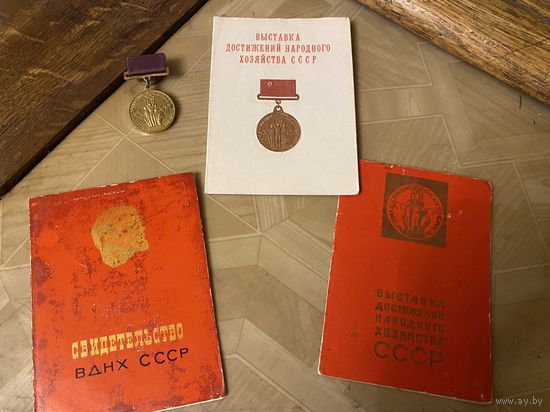 ВЫСТАВКА
ДОСТИЖЕНИЙ НАРОДНОГО
ХОЗЯЙСТВА СССР
СВИДЕТЕЛЬСТВО
ВДНХ СССР
ВЫСТАВКА
ДОСТИЖЕНИЙ
НАРОДНОГО
ХОЗЯЙСТВА
СССР
www.ay.by